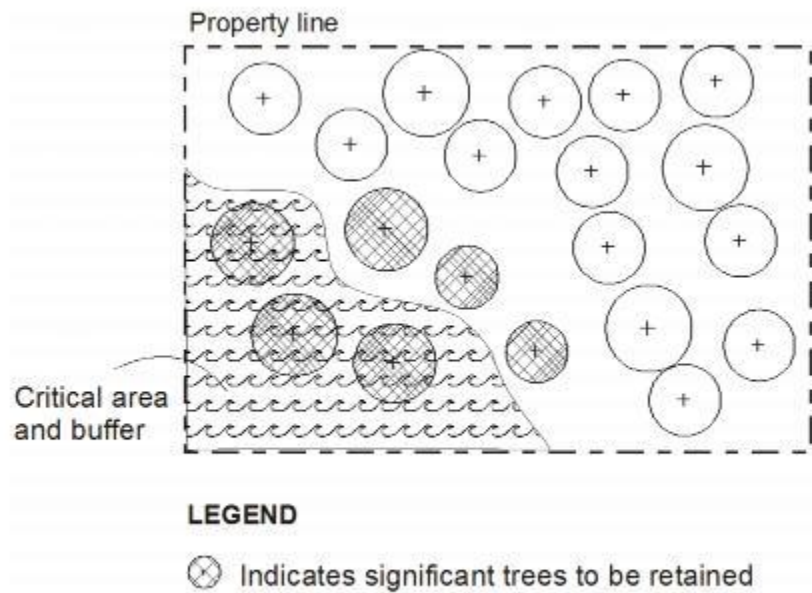 Property line
Critical area
and buffer
LEGEND
Indicates significant trees to be retained